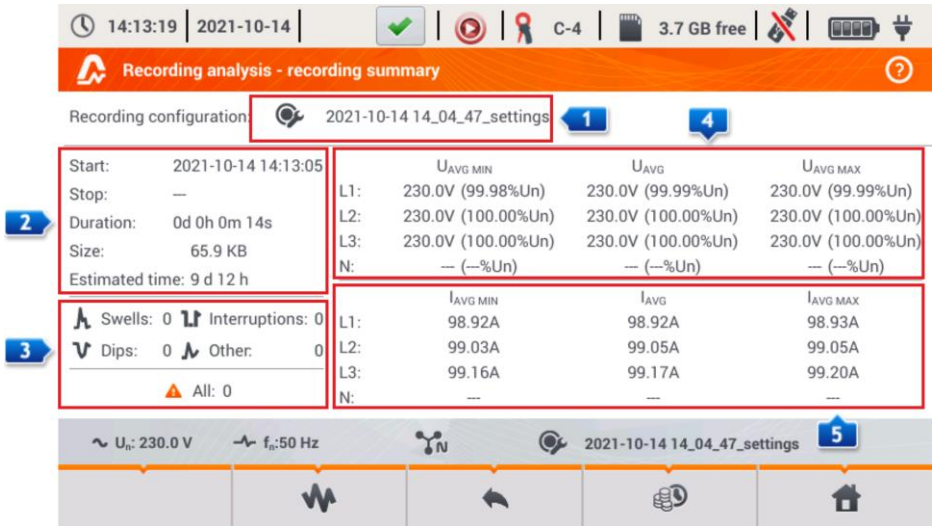 14:13:19 2021-10-14 C-4 3.7 GB free
Recording analysis - recording summary ?
Recording configuration: 2021-10-14 14_04_47_settings 1
4
2
Start: 2021-10-14 14:13:05
Stop: ---
Duration: 0d 0h 0m 14s
Size: 65.9 KB
Estimated time: 9 d 12 h
UAVG MIN UAVG UAVG MAX
L1: 230.0V (99.98%Un) 230.0V (99.99%Un) 230.0V (99.99%Un)
L2: 230.0V (100.00%Un) 230.0V (100.00%Un) 230.0V (100.00%Un)
L3: 230.0V (100.00%Un) 230.0V (100.00%Un) 230.0V (100.00%Un)
N: --- (---%Un) --- (---%Un) --- (---%Un)
3
Swells: 0 Interruptions: 0
Dips: 0 Other: 0
All: 0
IAVG MIN IAVG IAVG MAX
L1: 98.92A 98.92A 98.93A
L2: 99.03A 99.05A 99.05A
L3: 99.16A 99.17A 99.20A
N: --- --- ---
5
Un: 230.0 V fn:50 Hz N 2021-10-14 14_04_47_settings